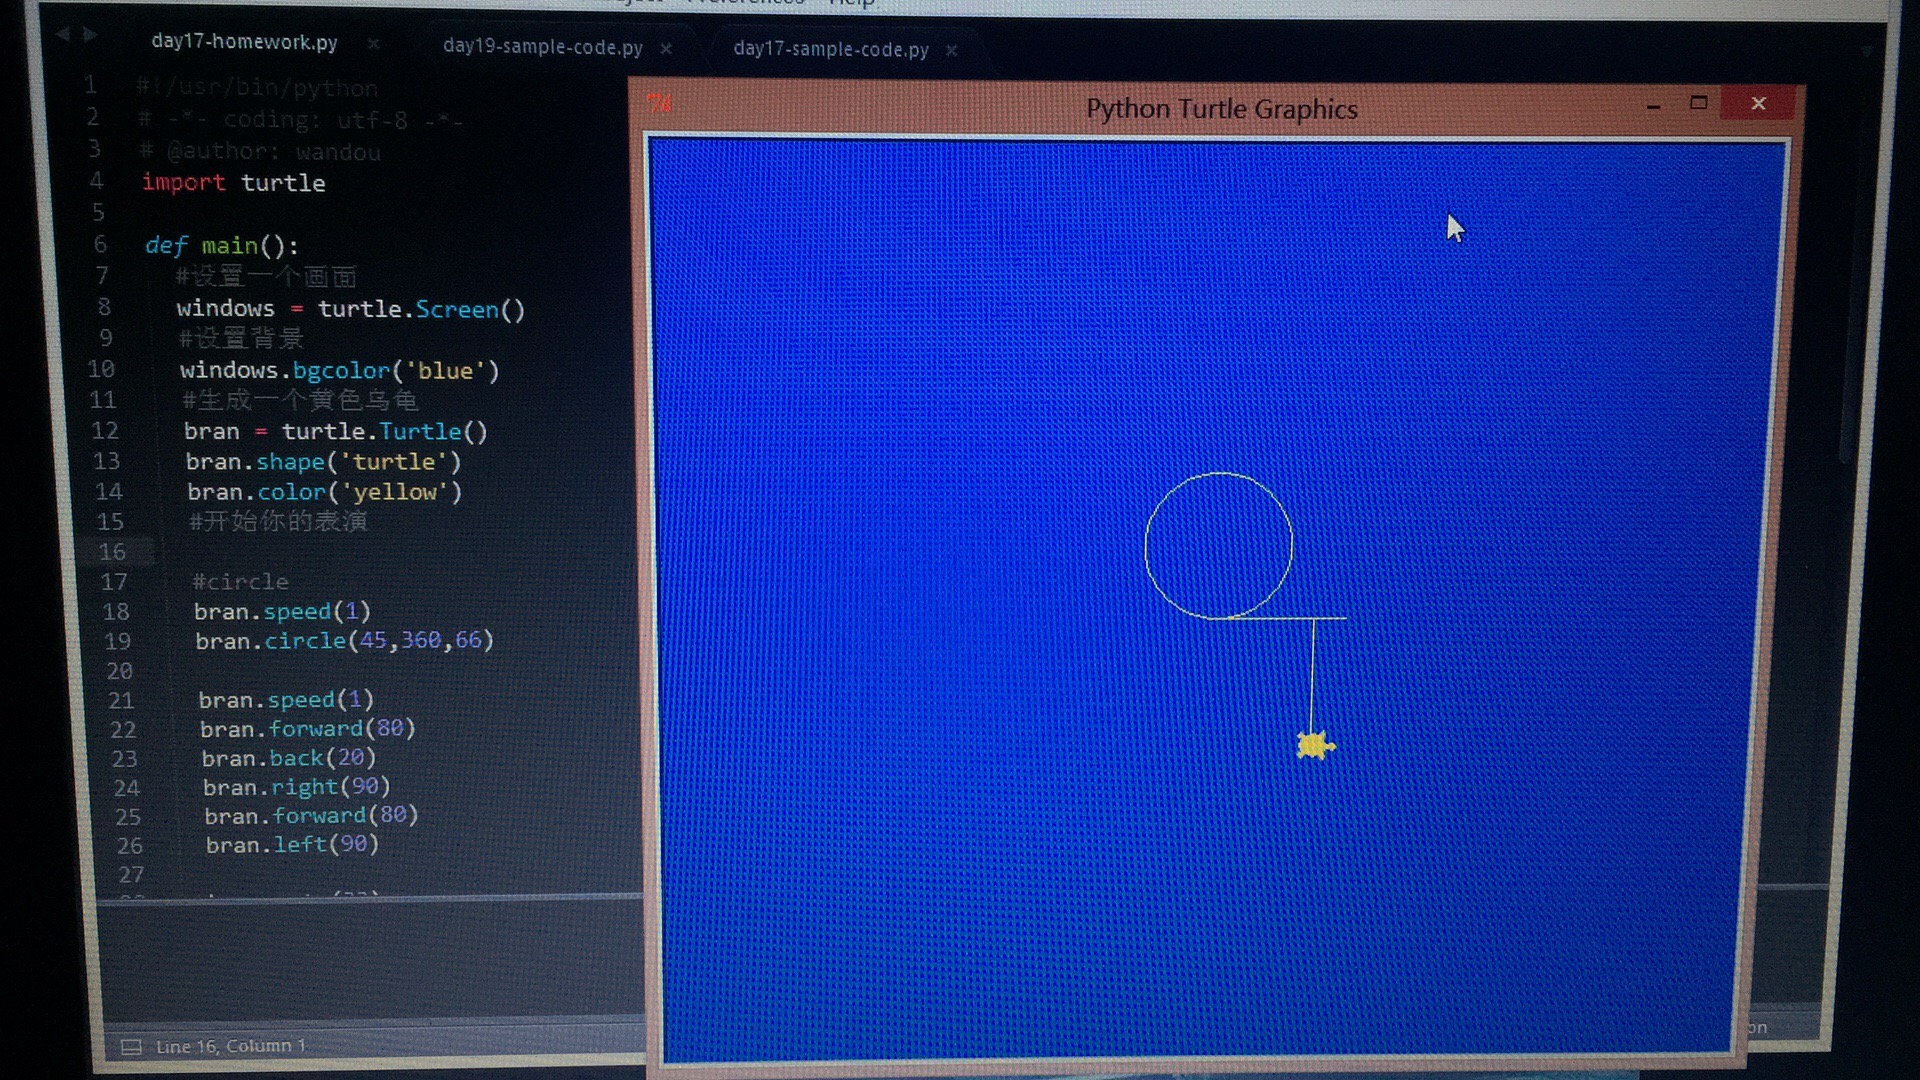 Preferences Help
day17-homework.py
day19-sample-code.py
day17-sample-code.py
1 #!/usr/bin/python
2 # -*- coding: utf-8 -*-
3 # @author: wandou
4 import turtle
5
6 def main():
7 #设置一个画面
8 windows = turtle.Screen()
9 #设置背景
10 windows.bgcolor('blue')
11 #生成一个黄色乌龟
12 bran = turtle.Turtle()
13 bran.shape('turtle')
14 bran.color('yellow')
15 #开始你的表演
16
17 #circle
18 bran.speed(1)
19 bran.circle(45,360,66)
20
21 bran.speed(1)
22 bran.forward(80)
23 bran.back(20)
24 bran.right(90)
25 bran.forward(80)
26 bran.left(90)
27
Line 16, Column 1
Python Turtle Graphics